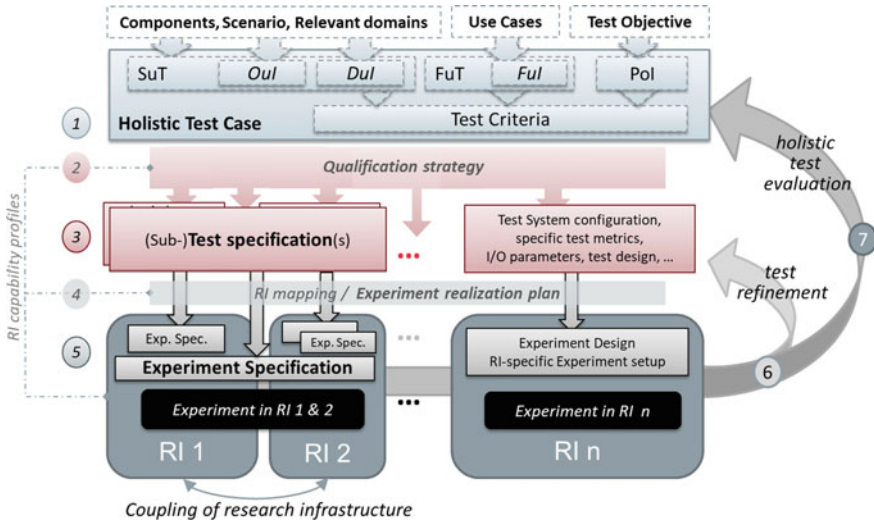 Components, Scenario, Relevant domains
Use Cases
Test Objective
SuT
OuI
DuI
FuT
FuI
PoI
1
Holistic Test Case
Test Criteria
holistic
test
evaluation
2
Qualification strategy
RI capability profiles
3
(Sub-)Test specification(s)
...
Test System configuration,
specific test metrics,
I/O parameters, test design, ...
7
test
refinement
4
RI mapping / Experiment realization plan
5
Exp. Spec.
Exp. Spec.
...
Experiment Design
RI-specific Experiment setup
Experiment Specification
6
Experiment in RI 1 & 2
...
Experiment in RI n
RI 1
RI 2
RI n
Coupling of research infrastructure